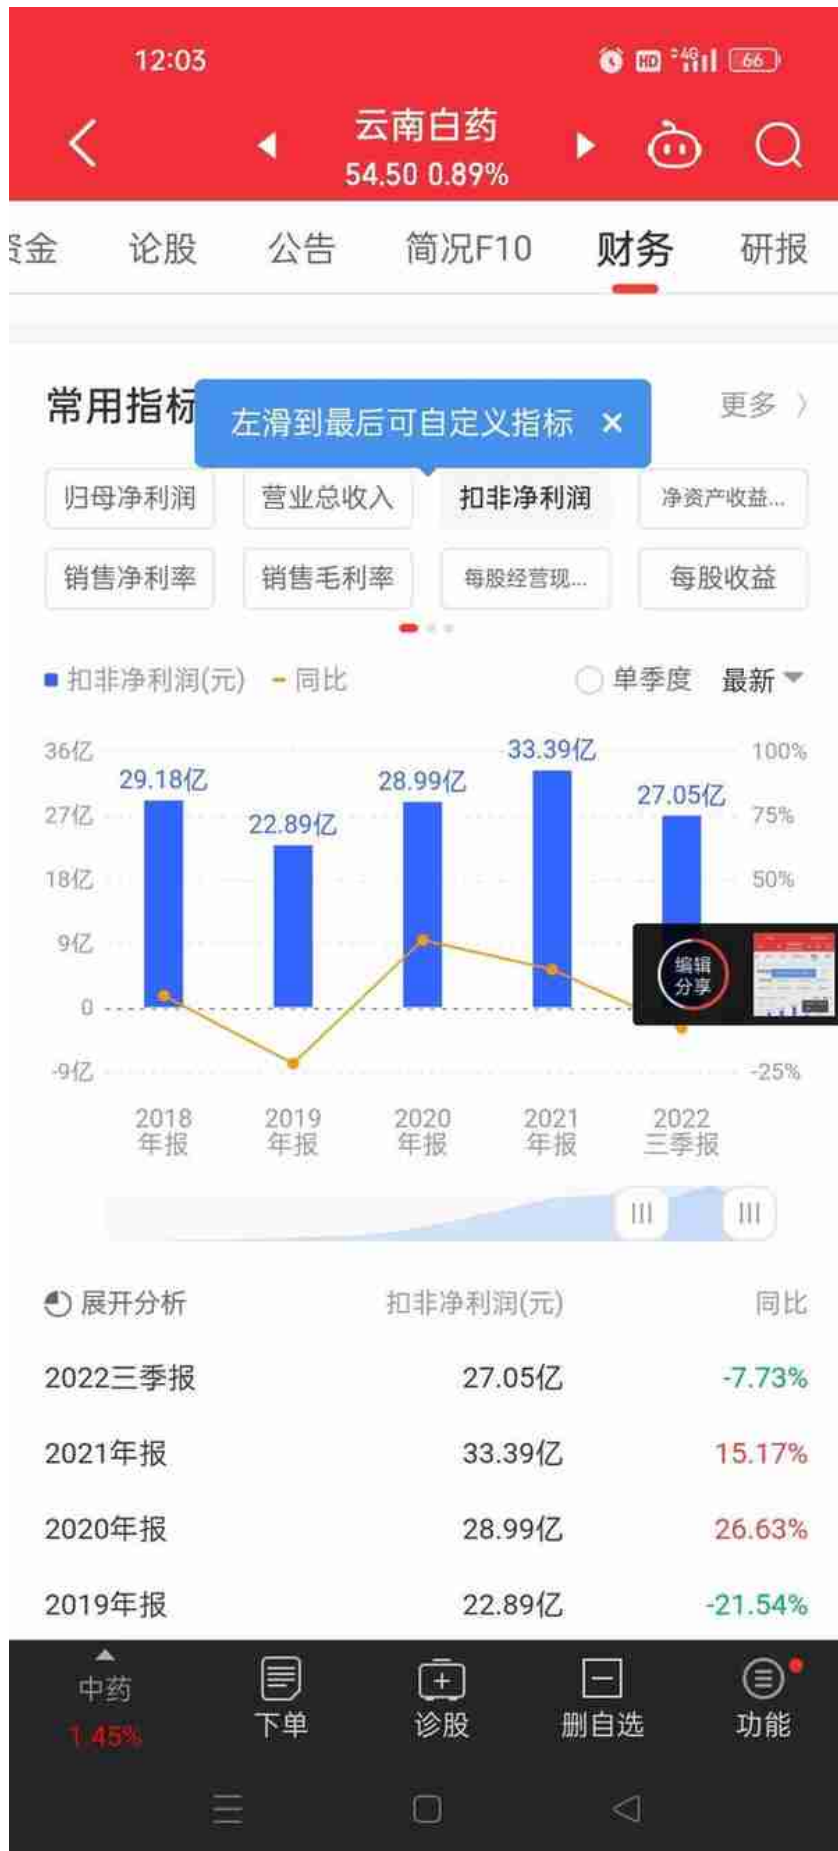 12:03
HD 4G 66
云南白药
54.50 0.89%
资金 论股 公告 简况F10 财务 研报
常用指标
左滑到最后可自定义指标 ×
更多 〉
归母净利润 营业总收入 扣非净利润 净资产收益...
销售净利率 销售毛利率 每股经营现... 每股收益
扣非净利润(元) 同比 单季度 最新
36亿 33.39亿 100%
29.18亿 28.99亿
27亿 22.89亿 27.05亿 75%
18亿 50%
9亿
编辑
分享
0
-9亿 -25%
2018 2019 2020 2021 2022
年报 年报 年报 年报 三季报
展开分析 扣非净利润(元) 同比
2022三季报 27.05亿 -7.73%
2021年报 33.39亿 15.17%
2020年报 28.99亿 26.63%
2019年报 22.89亿 -21.54%
中药
1.45%
下单 诊股 删自选 功能